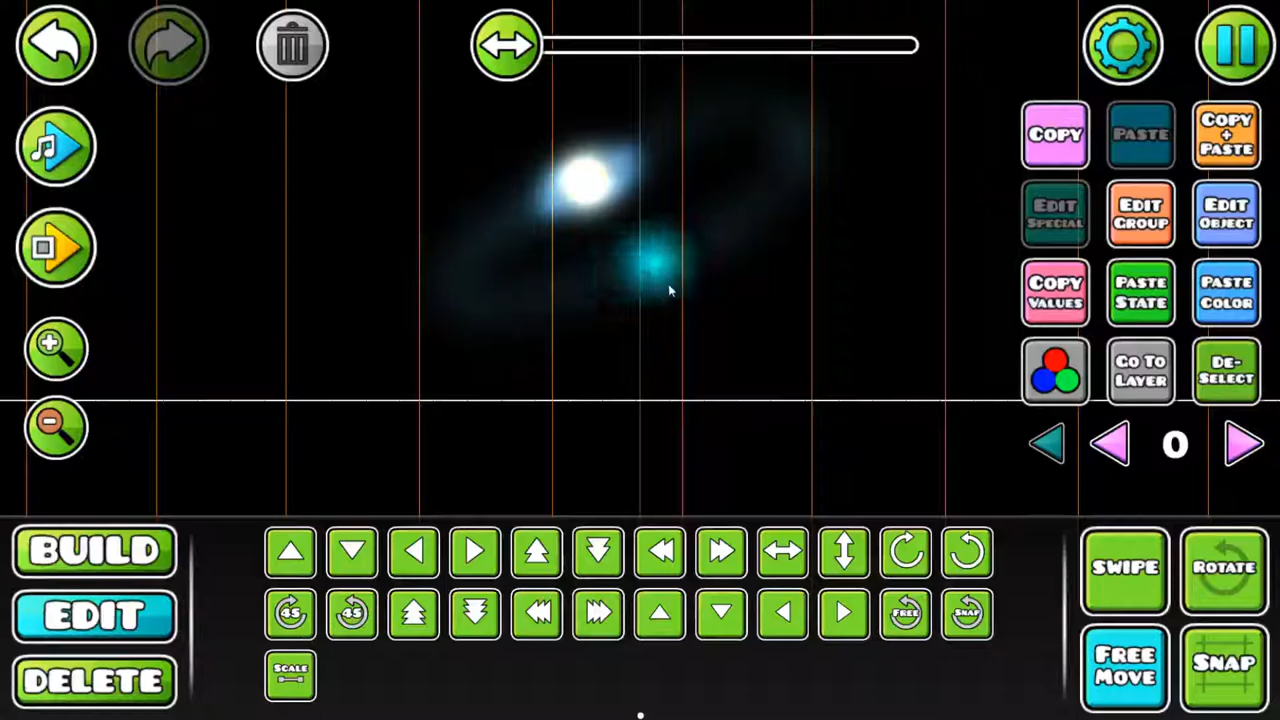 COPY
PASTE
COPY
+
PASTE
EDIT
SPECIAL
EDIT
GROUP
EDIT
OBJECT
COPY
VALUES
PASTE
STATE
PASTE
COLOR
GO TO
LAYER
DE-
SELECT
0
BUILD
EDIT
DELETE
45
45
FREE
SNAP
SCALE
SWIPE
ROTATE
FREE
MOVE
SNAP